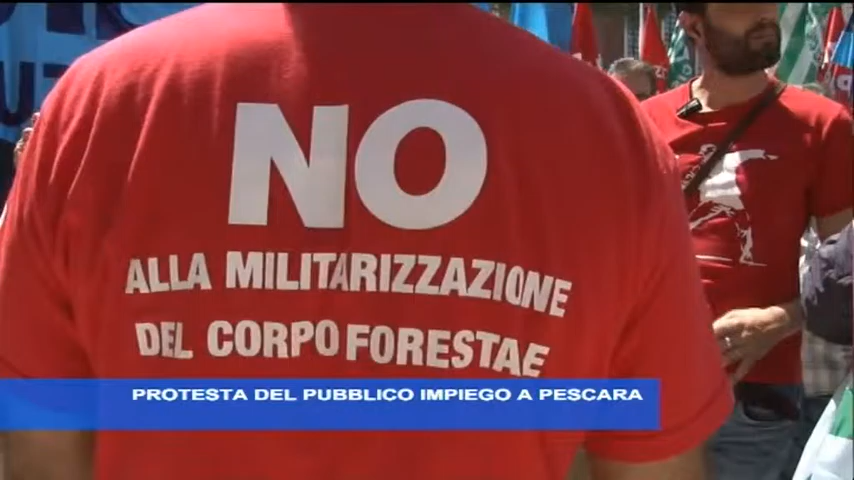 NO
ALLA MILITARIZZAZIONE
DEL CORPO FORESTAE
PROTESTA DEL PUBBLICO IMPIEGO A PESCARA